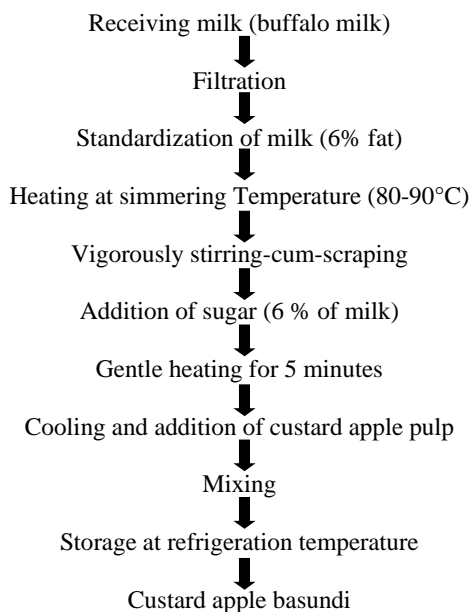 Receiving milk (buffalo milk)
Filtration
Standardization of milk (6% fat)
Heating at simmering Temperature (80-90°C)
Vigorously stirring-cum-scraping
Addition of sugar (6 % of milk)
Gentle heating for 5 minutes
Cooling and addition of custard apple pulp
Mixing
Storage at refrigeration temperature
Custard apple basundi